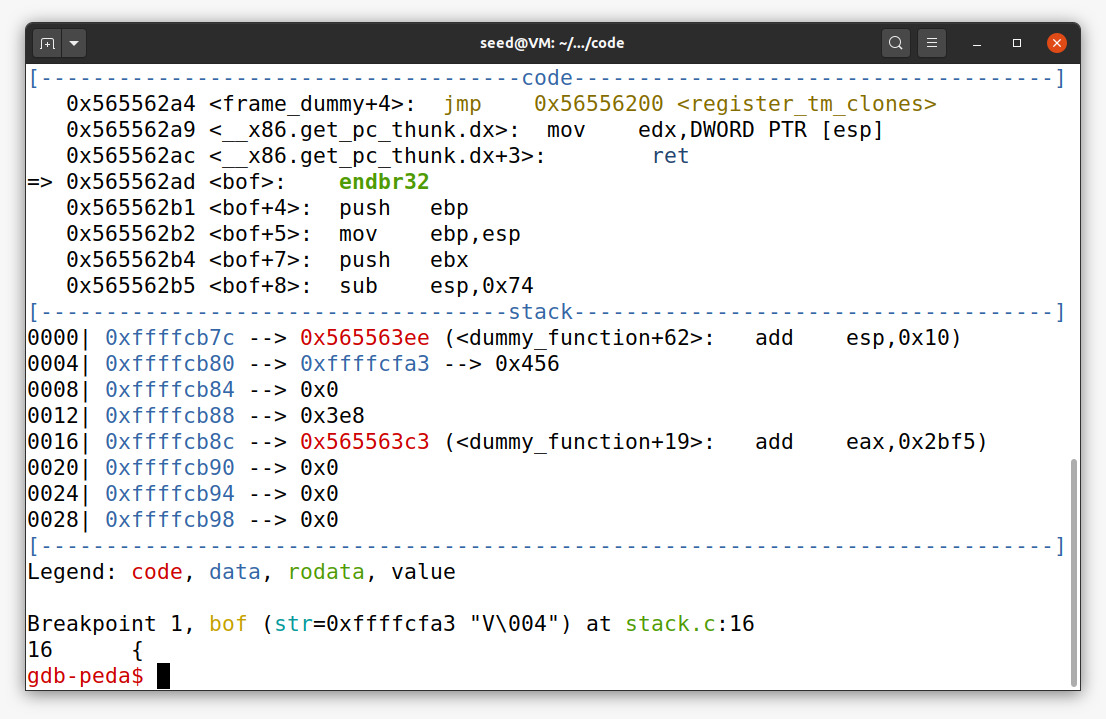 seed@VM: ~/.../code
[-------------------------------------code-------------------------------------]
   0x565562a4 <frame_dummy+4>:	jmp    0x56556200 <register_tm_clones>
   0x565562a9 <__x86.get_pc_thunk.dx>:	mov    edx,DWORD PTR [esp]
   0x565562ac <__x86.get_pc_thunk.dx+3>:	ret
=> 0x565562ad <bof>:	endbr32
   0x565562b1 <bof+4>:	push   ebp
   0x565562b2 <bof+5>:	mov    ebp,esp
   0x565562b4 <bof+7>:	push   ebx
   0x565562b5 <bof+8>:	sub    esp,0x74
[------------------------------------stack-------------------------------------]
0000| 0xffffcb7c --> 0x565563ee (<dummy_function+62>:	add    esp,0x10)
0004| 0xffffcb80 --> 0xffffcfa3 --> 0x456
0008| 0xffffcb84 --> 0x0
0012| 0xffffcb88 --> 0x3e8
0016| 0xffffcb8c --> 0x565563c3 (<dummy_function+19>:	add    eax,0x2bf5)
0020| 0xffffcb90 --> 0x0
0024| 0xffffcb94 --> 0x0
0028| 0xffffcb98 --> 0x0
[------------------------------------------------------------------------------]
Legend: code, data, rodata, value
Breakpoint 1, bof (str=0xffffcfa3 "V\004") at stack.c:16
16	{
gdb-peda$